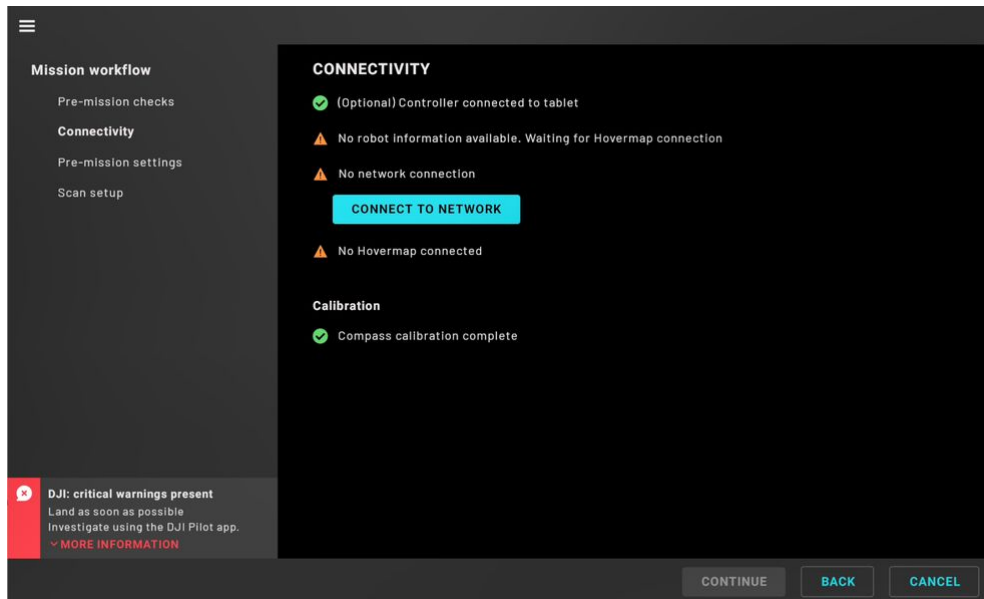 Mission workflow
Pre-mission checks
Connectivity
Pre-mission settings
Scan setup
CONNECTIVITY
(Optional) Controller connected to tablet
No robot information available. Waiting for Hovermap connection
No network connection
CONNECT TO NETWORK
No Hovermap connected
Calibration
Compass calibration complete
DJI: critical warnings present
Land as soon as possible
Investigate using the DJI Pilot app.
MORE INFORMATION
CONTINUE
BACK
CANCEL